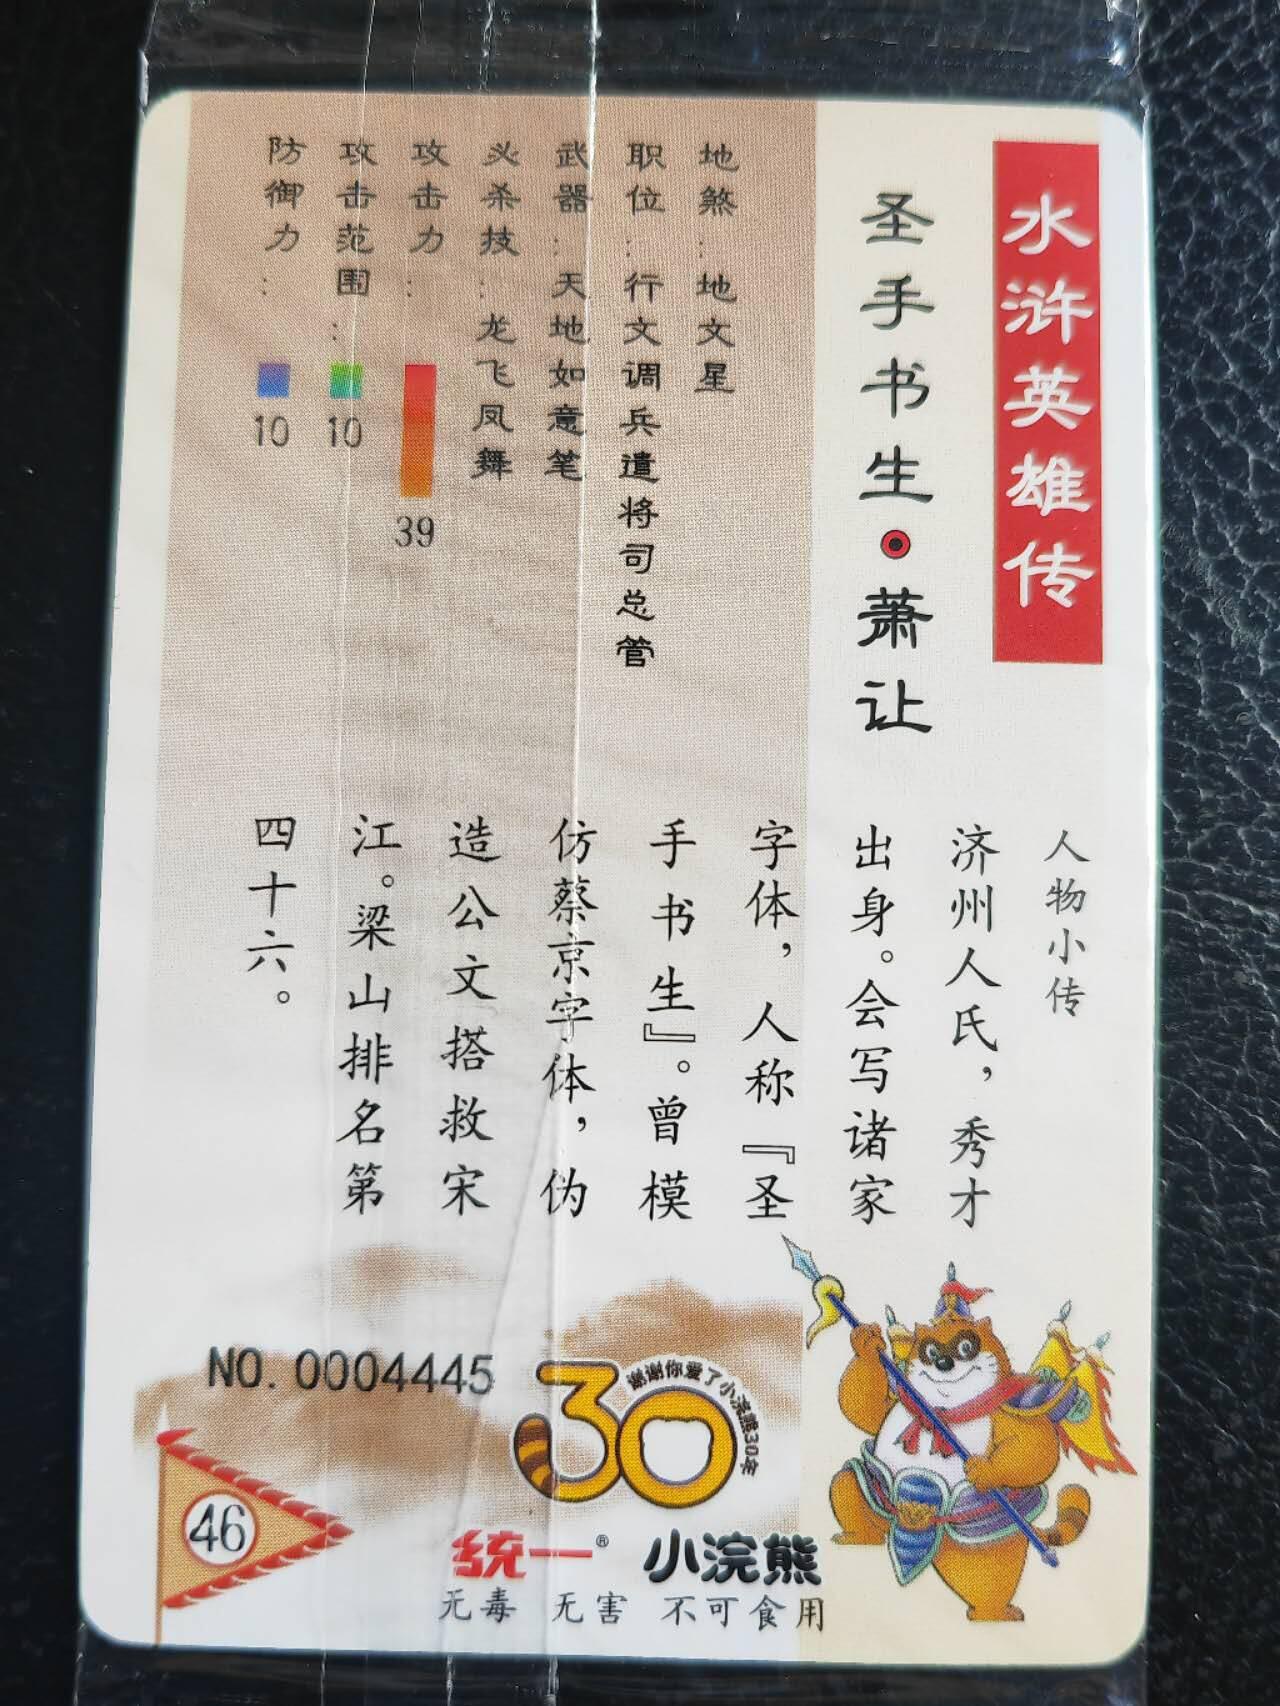 水浒英雄传
圣手书生·萧让
地煞：地文星
职位：行文调兵遣将司总管
武器：天地如意笔
必杀技：龙飞凤舞
攻击力：
39
攻击范围：
10
防御力：
10
人物小传
济州人氏，秀才
出身。会写诸家
字体，人称『圣
手书生』。曾模
仿蔡京字体，伪
造公文搭救宋
江。梁山排名第
四十六。
NO.0004445
30
谢谢你爱了小浣熊30年
46
统一® 小浣熊
无毒 无害 不可食用